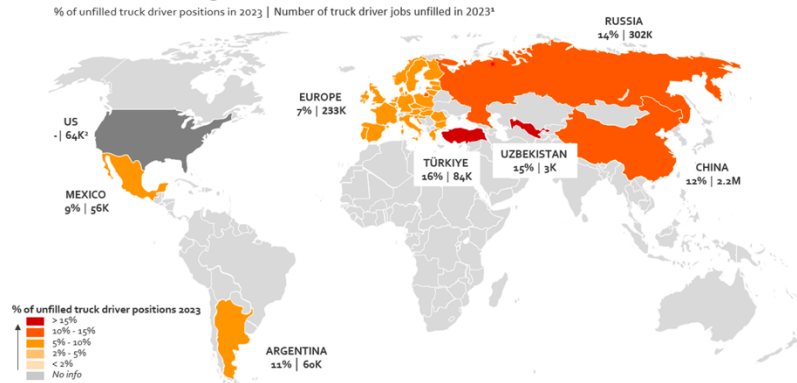 % of unfilled truck driver positions in 2023 | Number of truck driver jobs unfilled in 2023¹
RUSSIA
14% | 302K
EUROPE
7% | 233K
US
-| 64K²
TÜRKIYE
16% | 84K
UZBEKISTAN
15% | 3K
CHINA
12% | 2.2M
MEXICO
9% | 56K
% of unfilled truck driver positions 2023
> 15%
10% - 15%
5% - 10%
2% - 5%
< 2%
No info
ARGENTINA
11% | 60K